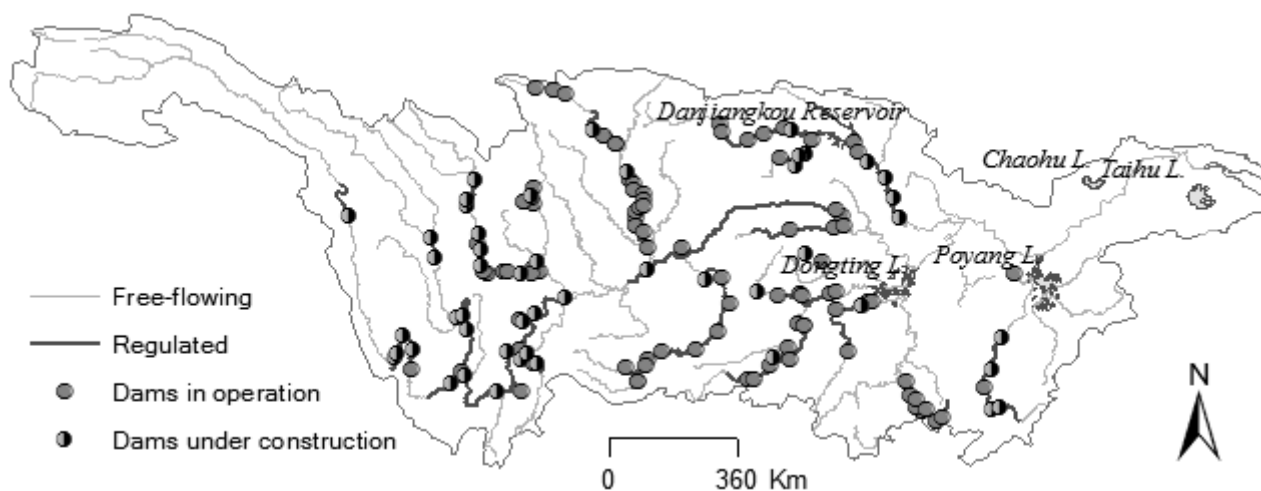 Danjiangkou Reservoir
Chaohu L.
Taihu L.
Dongting L.
Poyang L.
Free-flowing
Regulated
Dams in operation
Dams under construction
N
0 360 Km